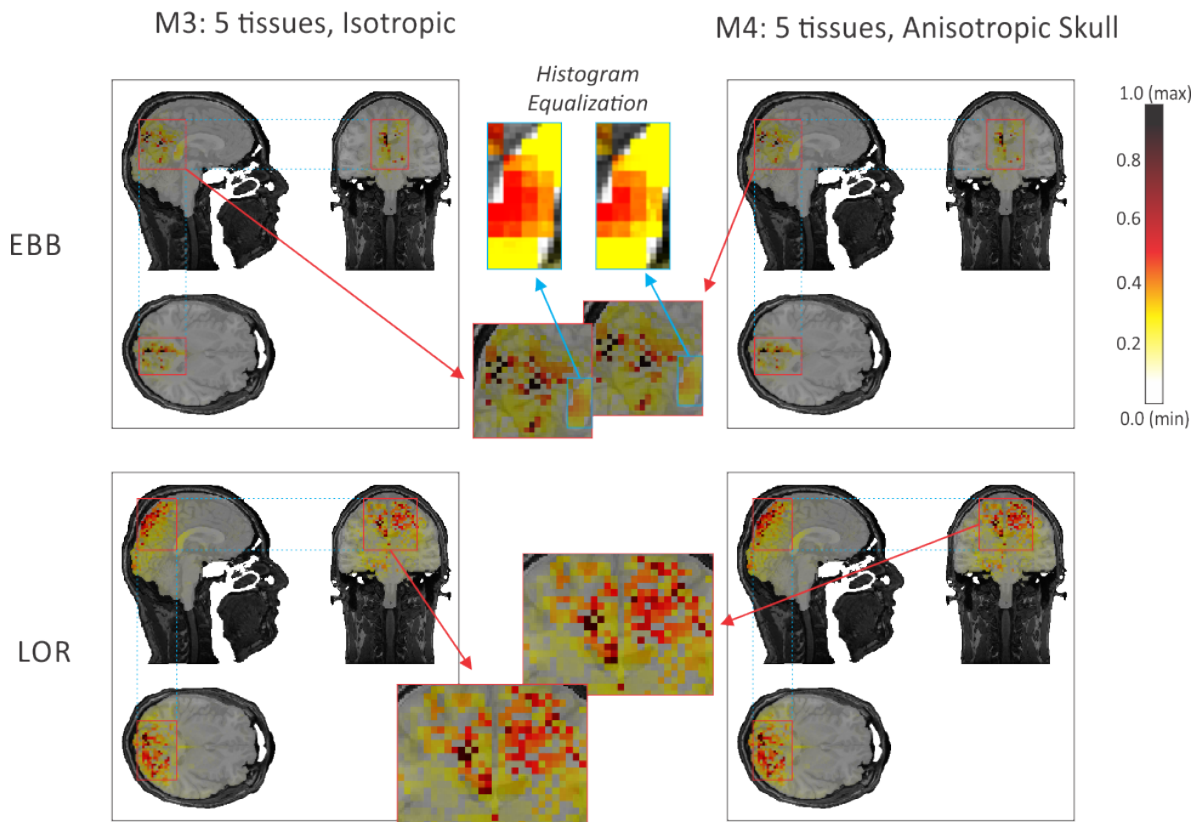 M3: 5 tissues, Isotropic
M4: 5 tissues, Anisotropic Skull
Histogram
Equalization
1.0 (max)
0.8
0.6
0.4
0.2
0.0 (min)
EBB
LOR